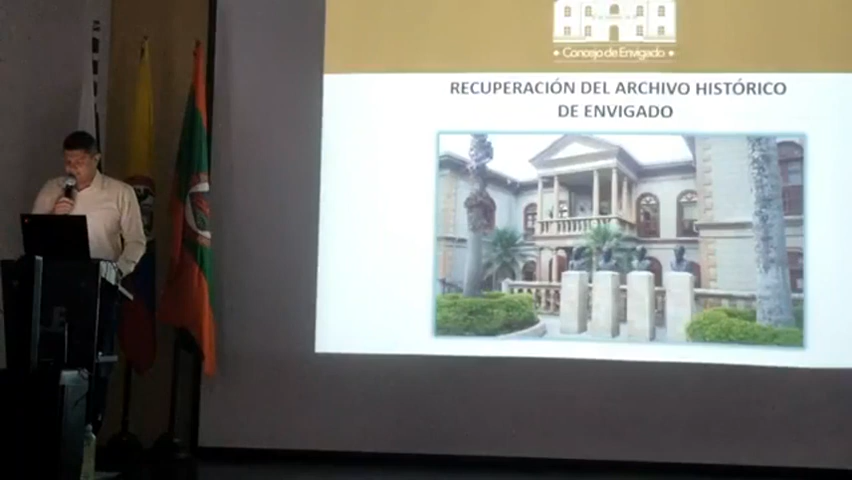 Concejo de Envigado
RECUPERACIÓN DEL ARCHIVO HISTÓRICO
DE ENVIGADO